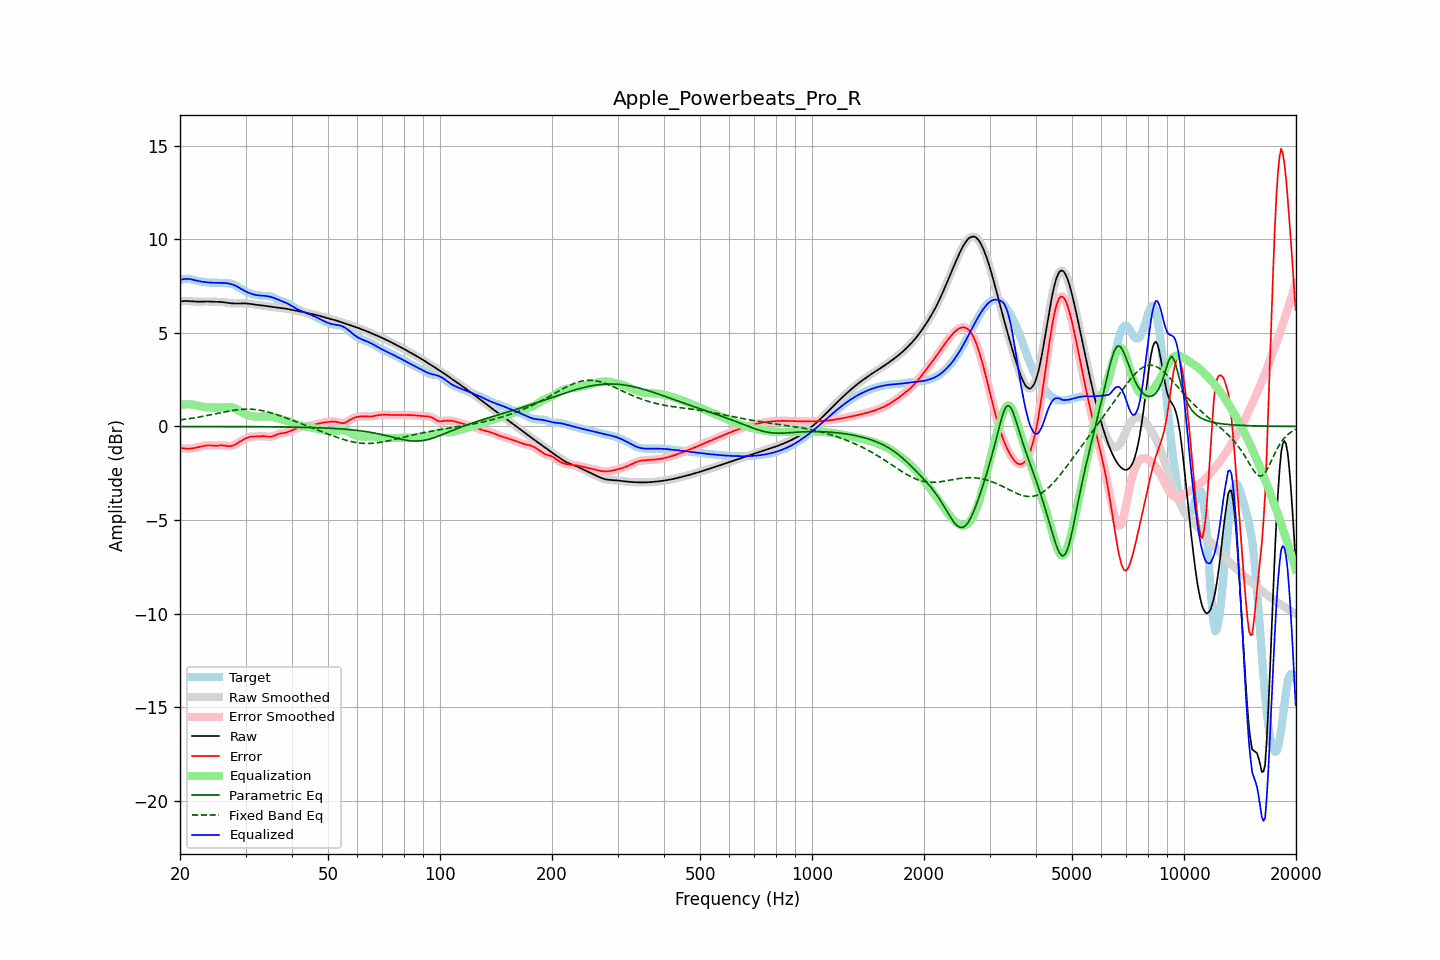 Apple_Powerbeats_Pro_R
Amplitude (dBr)
15
10
5
0
−5
−10
−15
−20
Target
Raw Smoothed
Error Smoothed
Raw
Error
Equalization
Parametric Eq
Fixed Band Eq
Equalized
20 50 100 200 500 1000 2000 5000 10000 20000
Frequency (Hz)